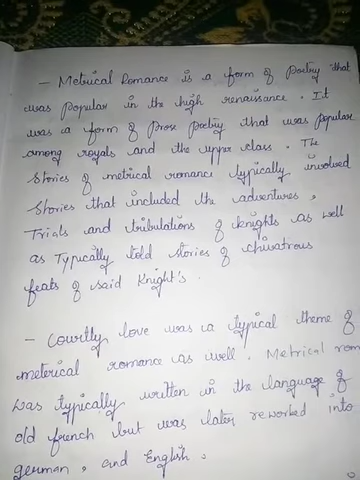 - Metrical Romance is a form of Poetry that
was popular in the high renaissance. It
was a form of Prose Poetry that was popular
among royals and the upper class. The
stories of metrical romance typically involved
stories that included the adventures,
Trials and tribulations of knights as well
as Typically told stories of chivatrous
feats of said Knight's.
- Courtly love was a typical theme of
meterical romance as well. Metrical rom
was typically written in the language of
old french but was later reworked into
german, and English.